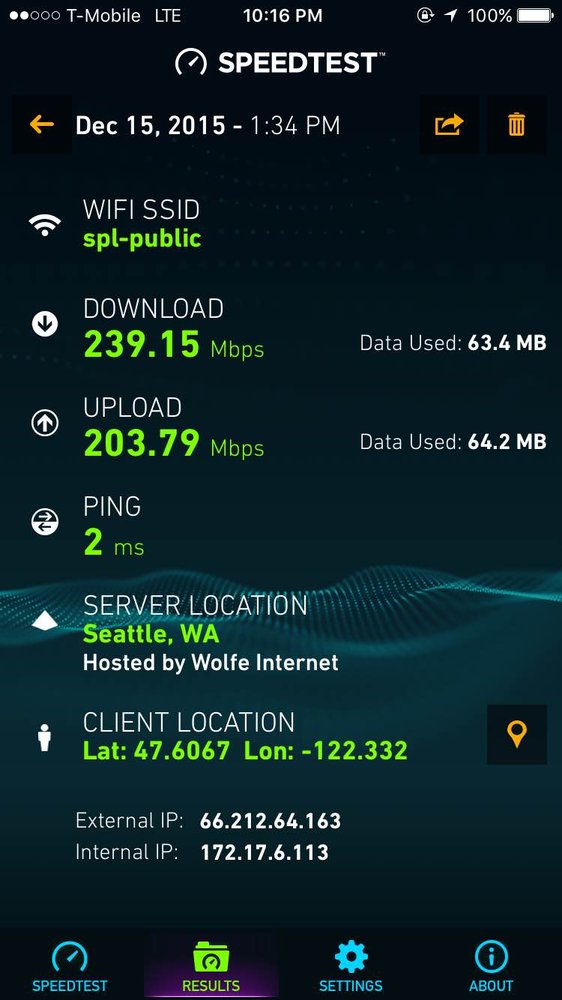 T-Mobile LTE 10:16 PM 100%
SPEEDTEST™
Dec 15, 2015 - 1:34 PM
WIFI SSID
spl-public
DOWNLOAD
239.15 Mbps Data Used: 63.4 MB
UPLOAD
203.79 Mbps Data Used: 64.2 MB
PING
2 ms
SERVER LOCATION
Seattle, WA
Hosted by Wolfe Internet
CLIENT LOCATION
Lat: 47.6067 Lon: -122.332
External IP: 66.212.64.163
Internal IP: 172.17.6.113
SPEEDTEST RESULTS SETTINGS ABOUT